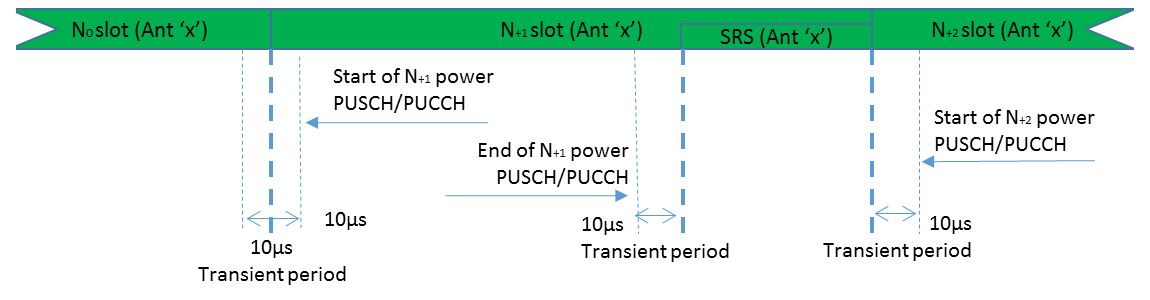 N0 slot (Ant ‘x’)
N+1 slot (Ant ‘x’)
SRS (Ant ‘x’)
N+2 slot (Ant ‘x’)
Start of N+1 power
PUSCH/PUCCH
End of N+1 power
PUSCH/PUCCH
Start of N+2 power
PUSCH/PUCCH
10µs
10µs
Transient period
10µs
Transient period
10µs
Transient period